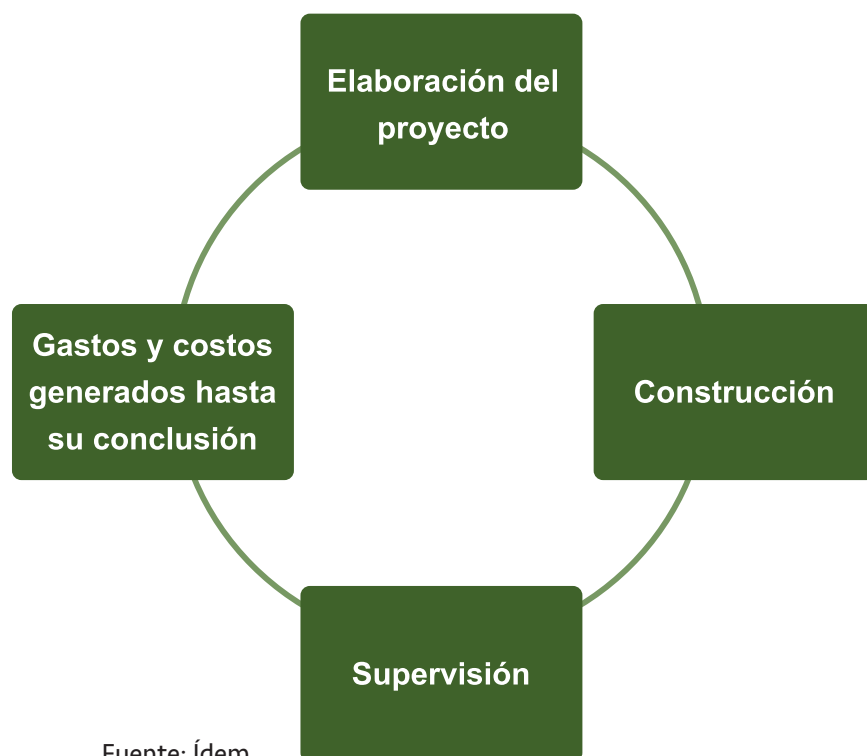 Elaboración del
proyecto
Gastos y costos
generados hasta
su conclusión
Construcción
Supervisión
Fuente: Ídem